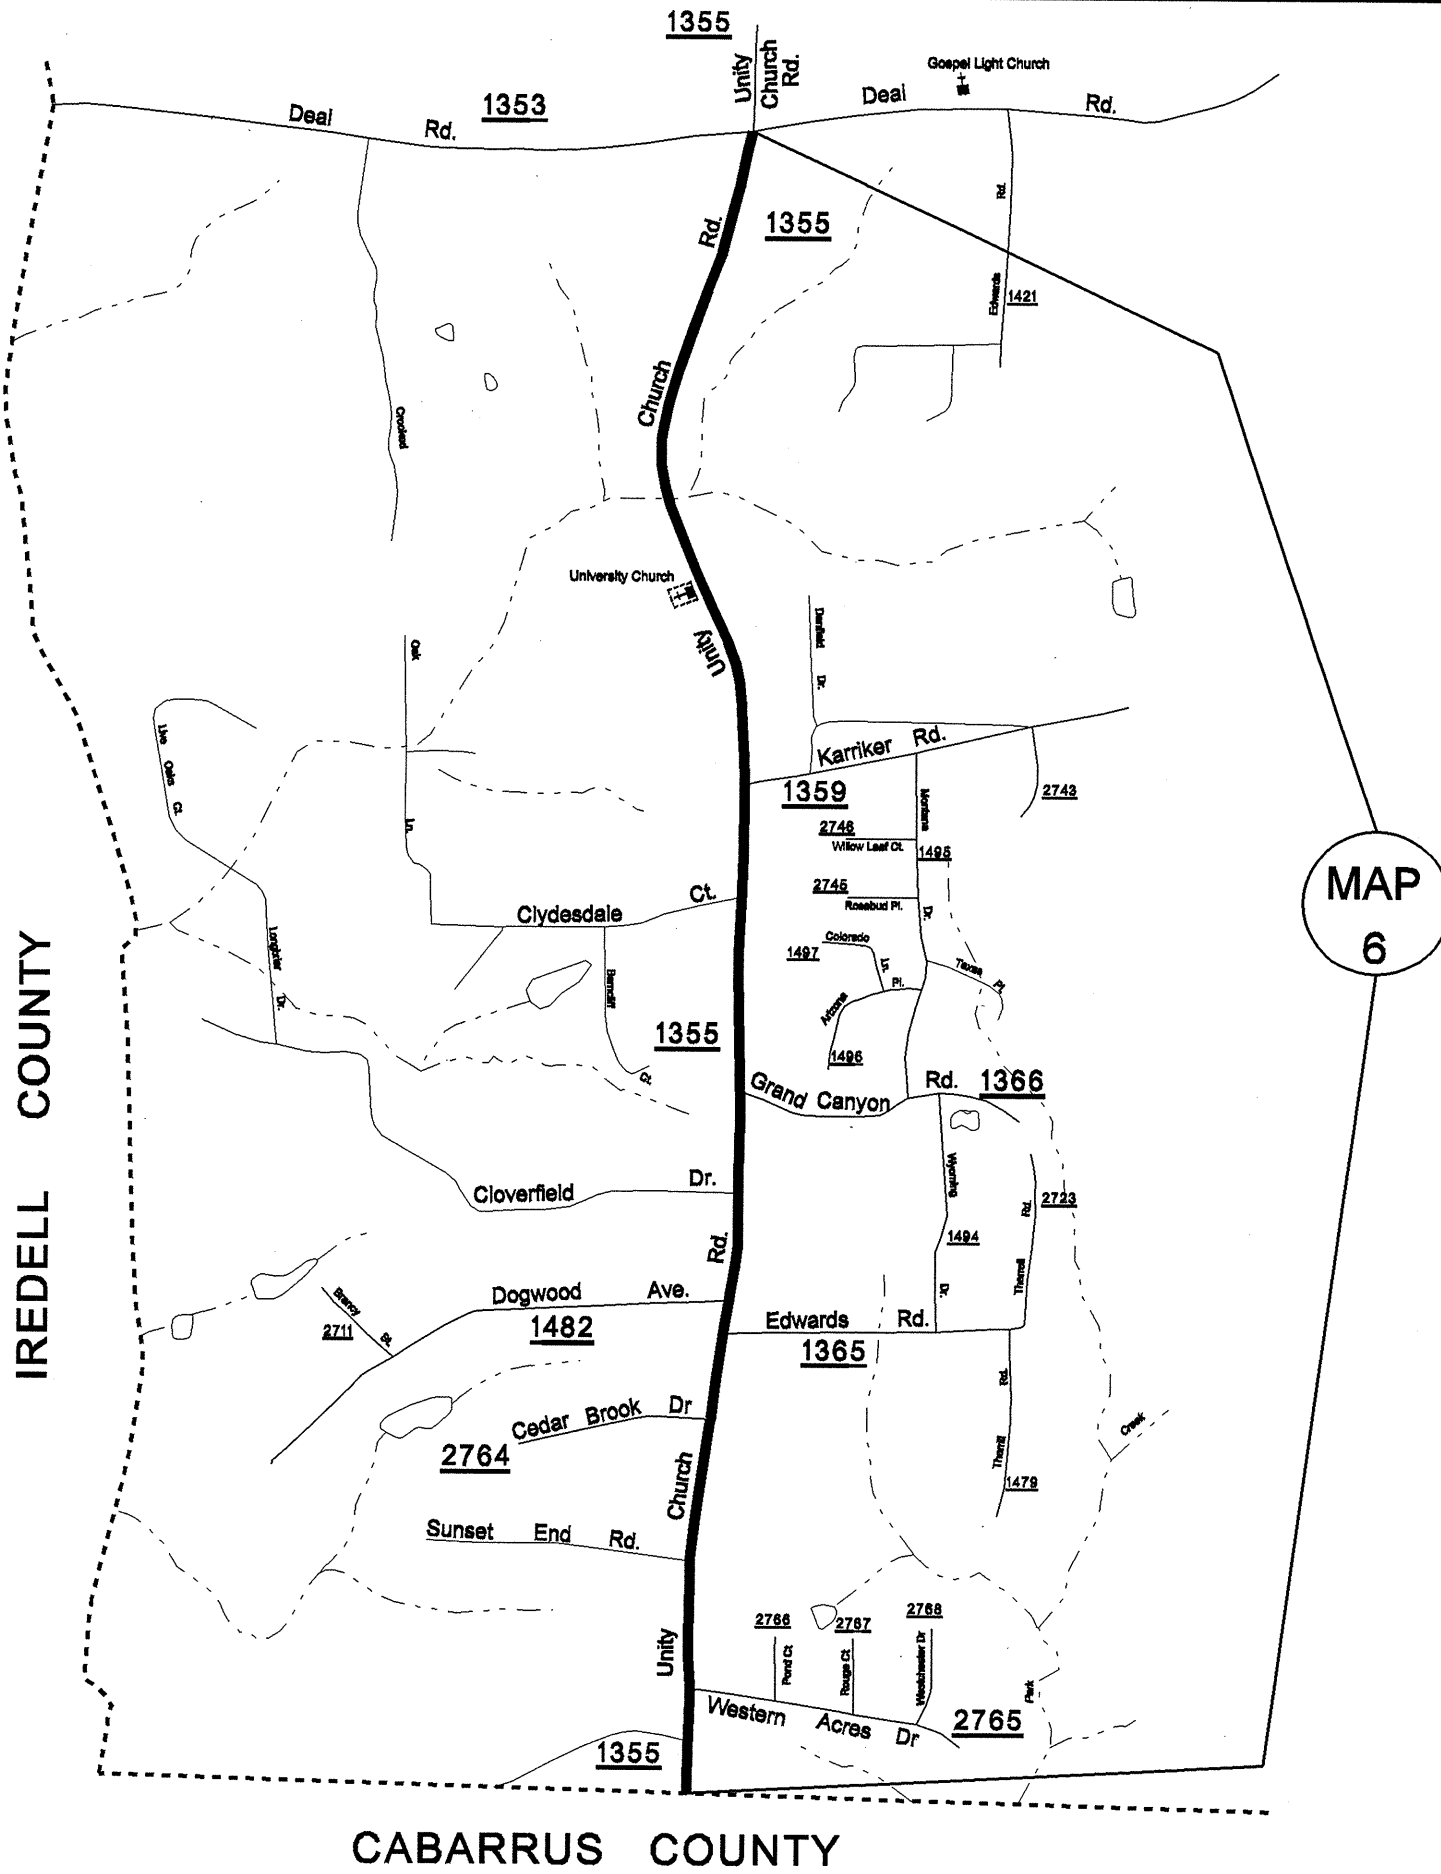 1355
Unity
Church
Rd.
Gospel Light Church
Deal
Rd.
1353
Deal
Rd.
Rd.
1355
Rd.
Edwards
1421
Church
Crooked
University Church
Unity
Danfield
Dr.
Oak
Live
Oaks
Ct.
Karriker Rd.
1359
2743
Montana
2746
Willow Leaf Ct.
1495
Ln.
2745
Rosebud Pl.
Dr.
Clydesdale Ct.
Colorado
Ln.
1497
Texas Pl.
Pl.
Arizona
1496
Longbrier
Dr.
Ct.
1355
Grand Canyon Rd.
1366
MAP
6
IREDELL COUNTY
Wyoming
1494
Dr.
2723
Rd.
Cloverfield Dr.
Rd.
Dogwood Ave.
1482
St.
2711
Edwards Rd.
1365
Rd.
1479
Cedar Brook Dr
2764
Church
Creek
Sunset End Rd.
Unity
2766
Pond Ct
2767
Rouge Ct
2768
Westchester Dr
Park
Western Acres Dr
2765
1355
CABARRUS COUNTY